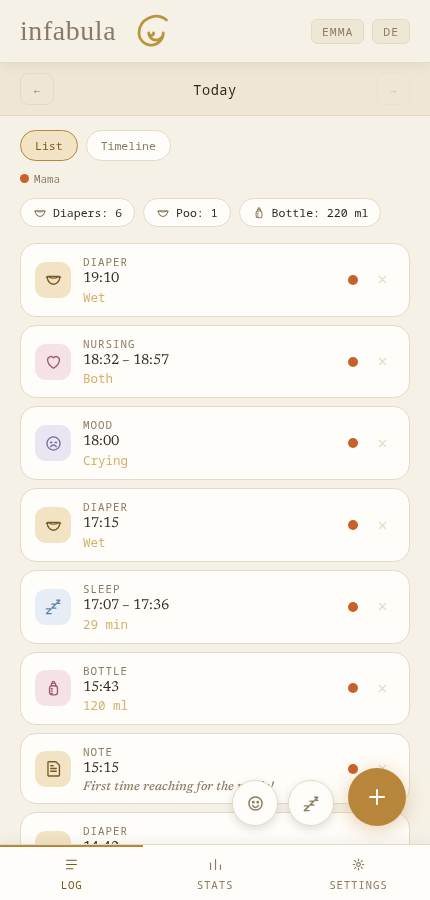 infabula
EMMA
DE
←
Today
→
List
Timeline
Mama
Diapers: 6
Poo: 1
Bottle: 220 ml
DIAPER
19:10
Wet
×
NURSING
18:32 – 18:57
Both
×
MOOD
18:00
Crying
×
DIAPER
17:15
Wet
×
SLEEP
17:07 – 17:36
29 min
×
BOTTLE
15:43
120 ml
×
NOTE
15:15
First time reaching for the
×
DIAPER
+
LOG
STATS
SETTINGS